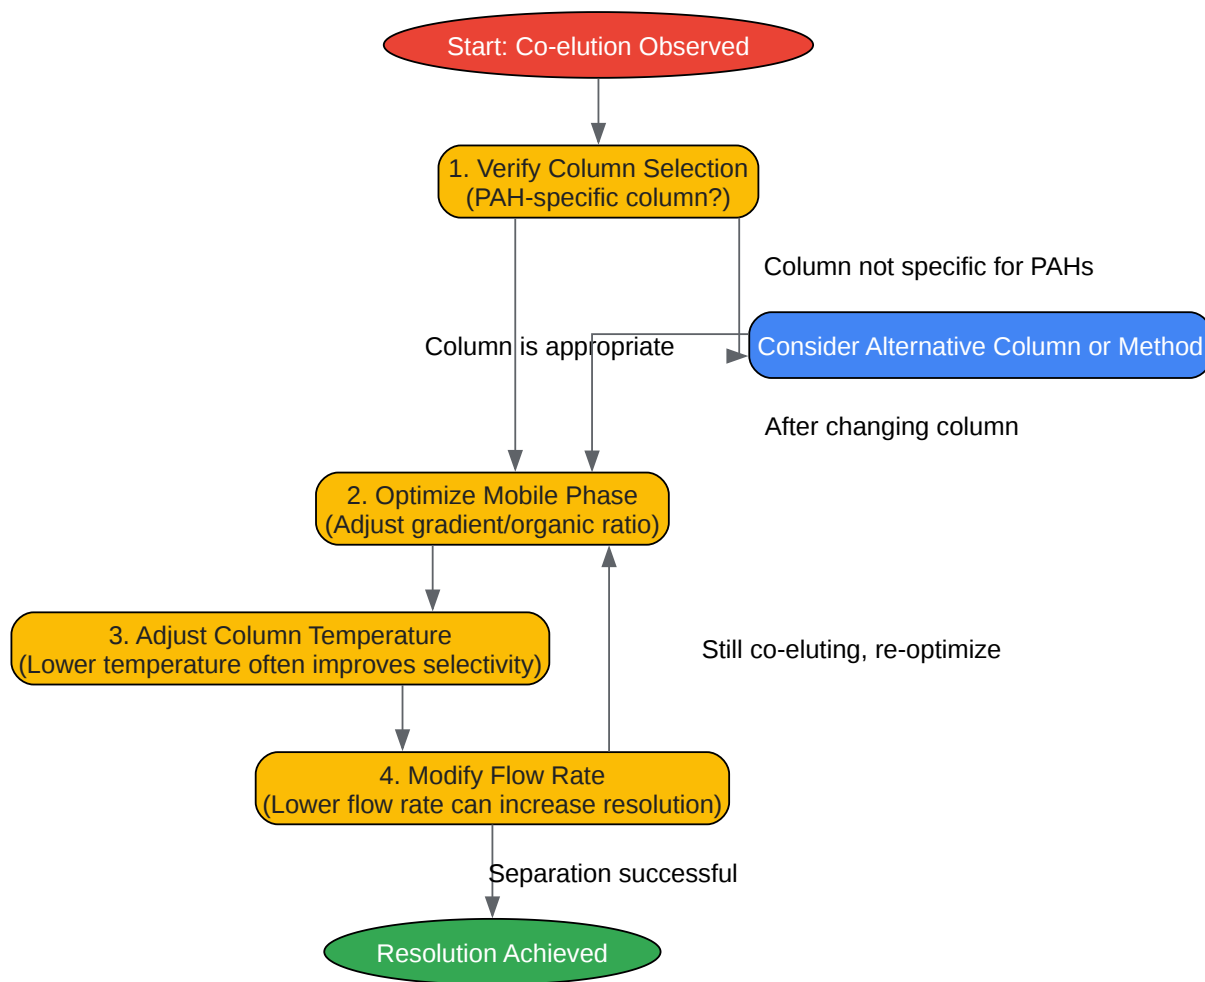 Start: Co-elution Observed
1. Verify Column Selection
(PAH-specific column?)
Column not specific for PAHs
Column is appropriate
Consider Alternative Column or Method
After changing column
2. Optimize Mobile Phase
(Adjust gradient/organic ratio)
3. Adjust Column Temperature
(Lower temperature often improves selectivity)
Still co-eluting, re-optimize
4. Modify Flow Rate
(Lower flow rate can increase resolution)
Separation successful
Resolution Achieved